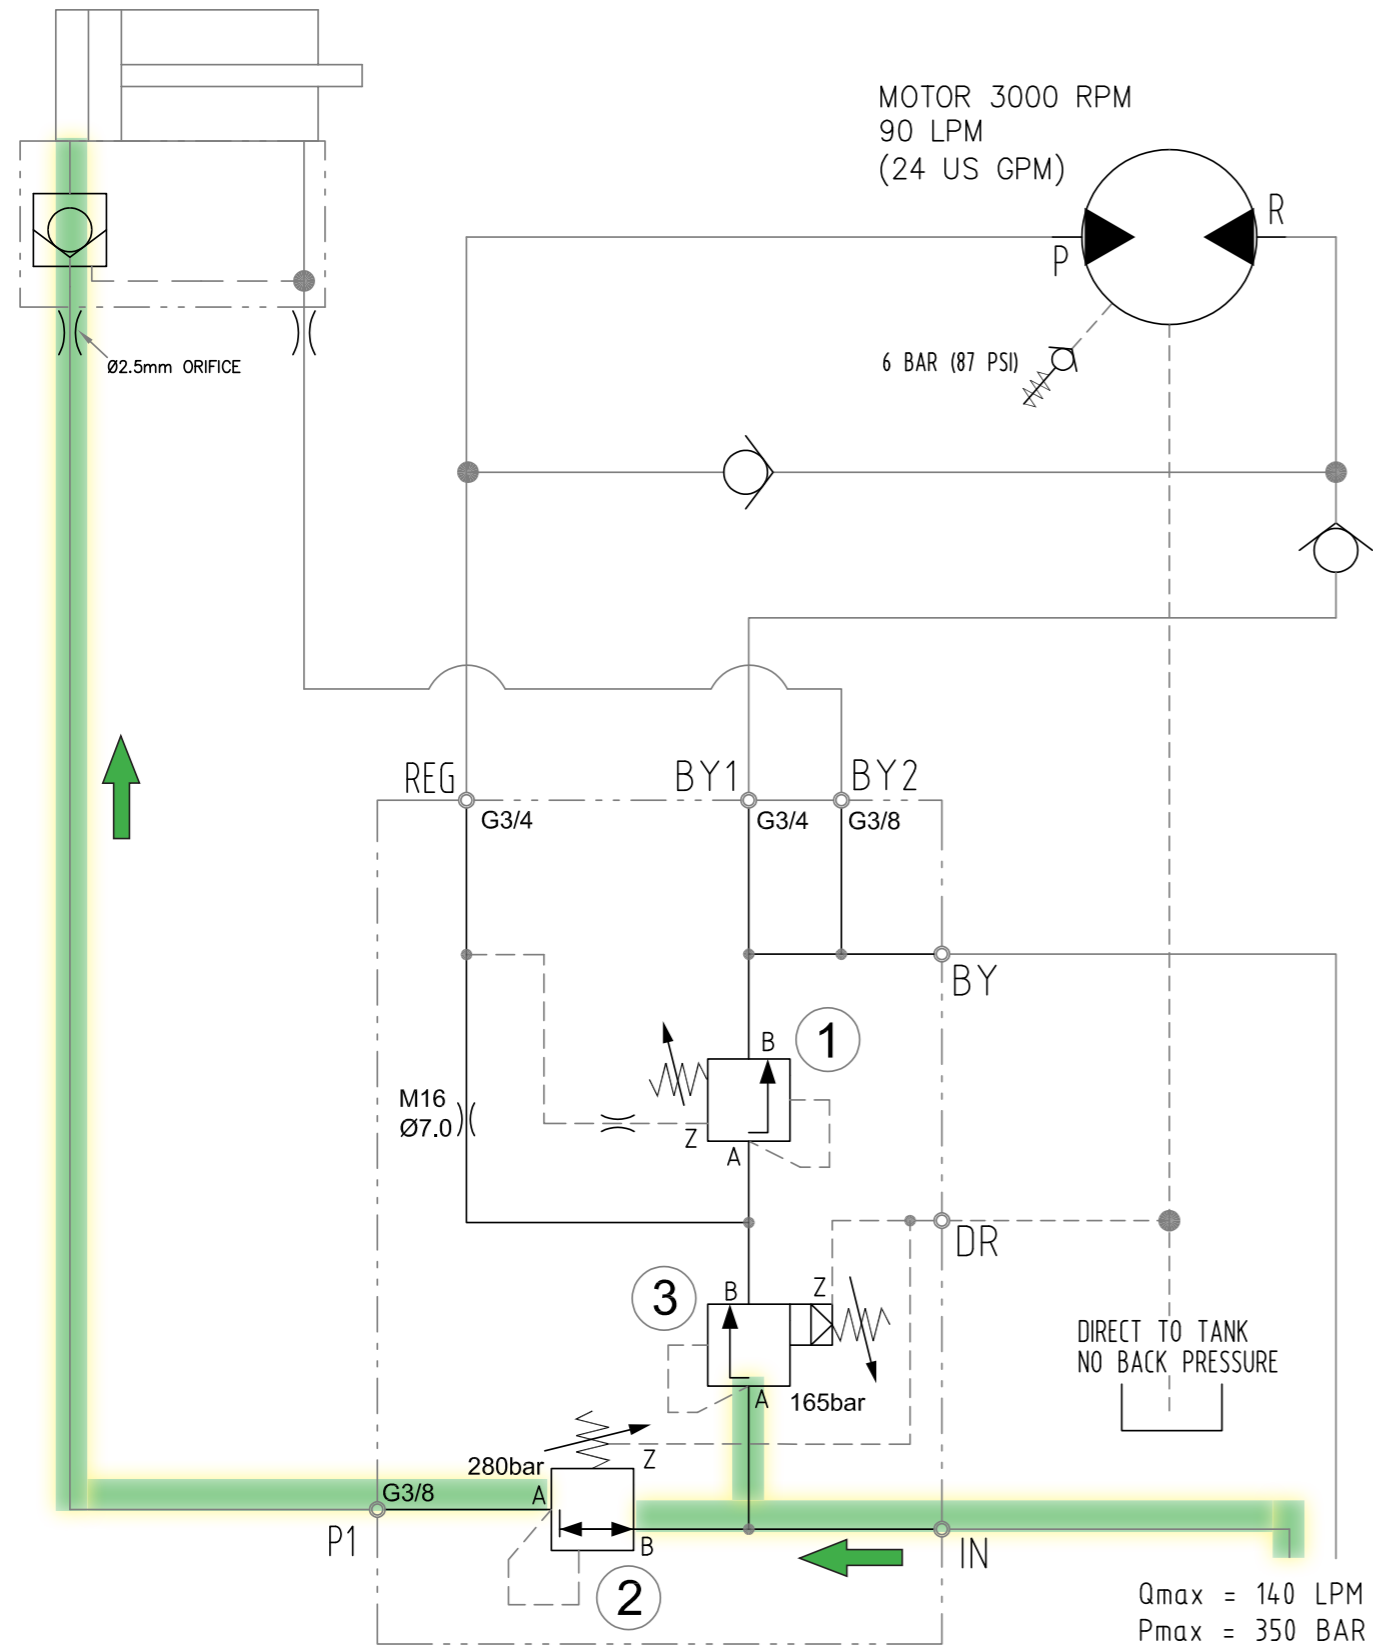 MOTOR 3000 RPM
90 LPM
(24 US GPM)
R
P
6 BAR (87 PSI)
Ø2.5mm ORIFICE
REG
BY1
BY2
G3/4
G3/4
G3/8
BY
B
1
M16
Ø7.0
Z
A
DR
3
B
Z
DIRECT TO TANK
NO BACK PRESSURE
A
165bar
280bar
Z
G3/8
A
P1
B
IN
2
Qmax = 140 LPM
Pmax = 350 BAR